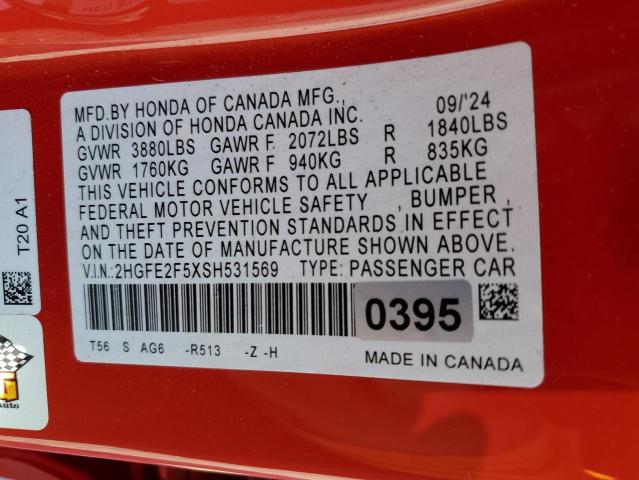 MFD.BY HONDA OF CANADA MFG., 09/'24
A DIVISION OF HONDA CANADA INC.
GVWR 3880LBS GAWR F 2072LBS R 1840LBS
GVWR 1760KG GAWR F 940KG R 835KG
THIS VEHICLE CONFORMS TO ALL APPLICABLE
FEDERAL MOTOR VEHICLE SAFETY , BUMPER ,
AND THEFT PREVENTION STANDARDS IN EFFECT
ON THE DATE OF MANUFACTURE SHOWN ABOVE.
V.I.N.:2HGFE2F5XSH531569 TYPE: PASSENGER CAR
0395
T56 S AG6 -R513 -Z -H
MADE IN CANADA
T20 A1
G